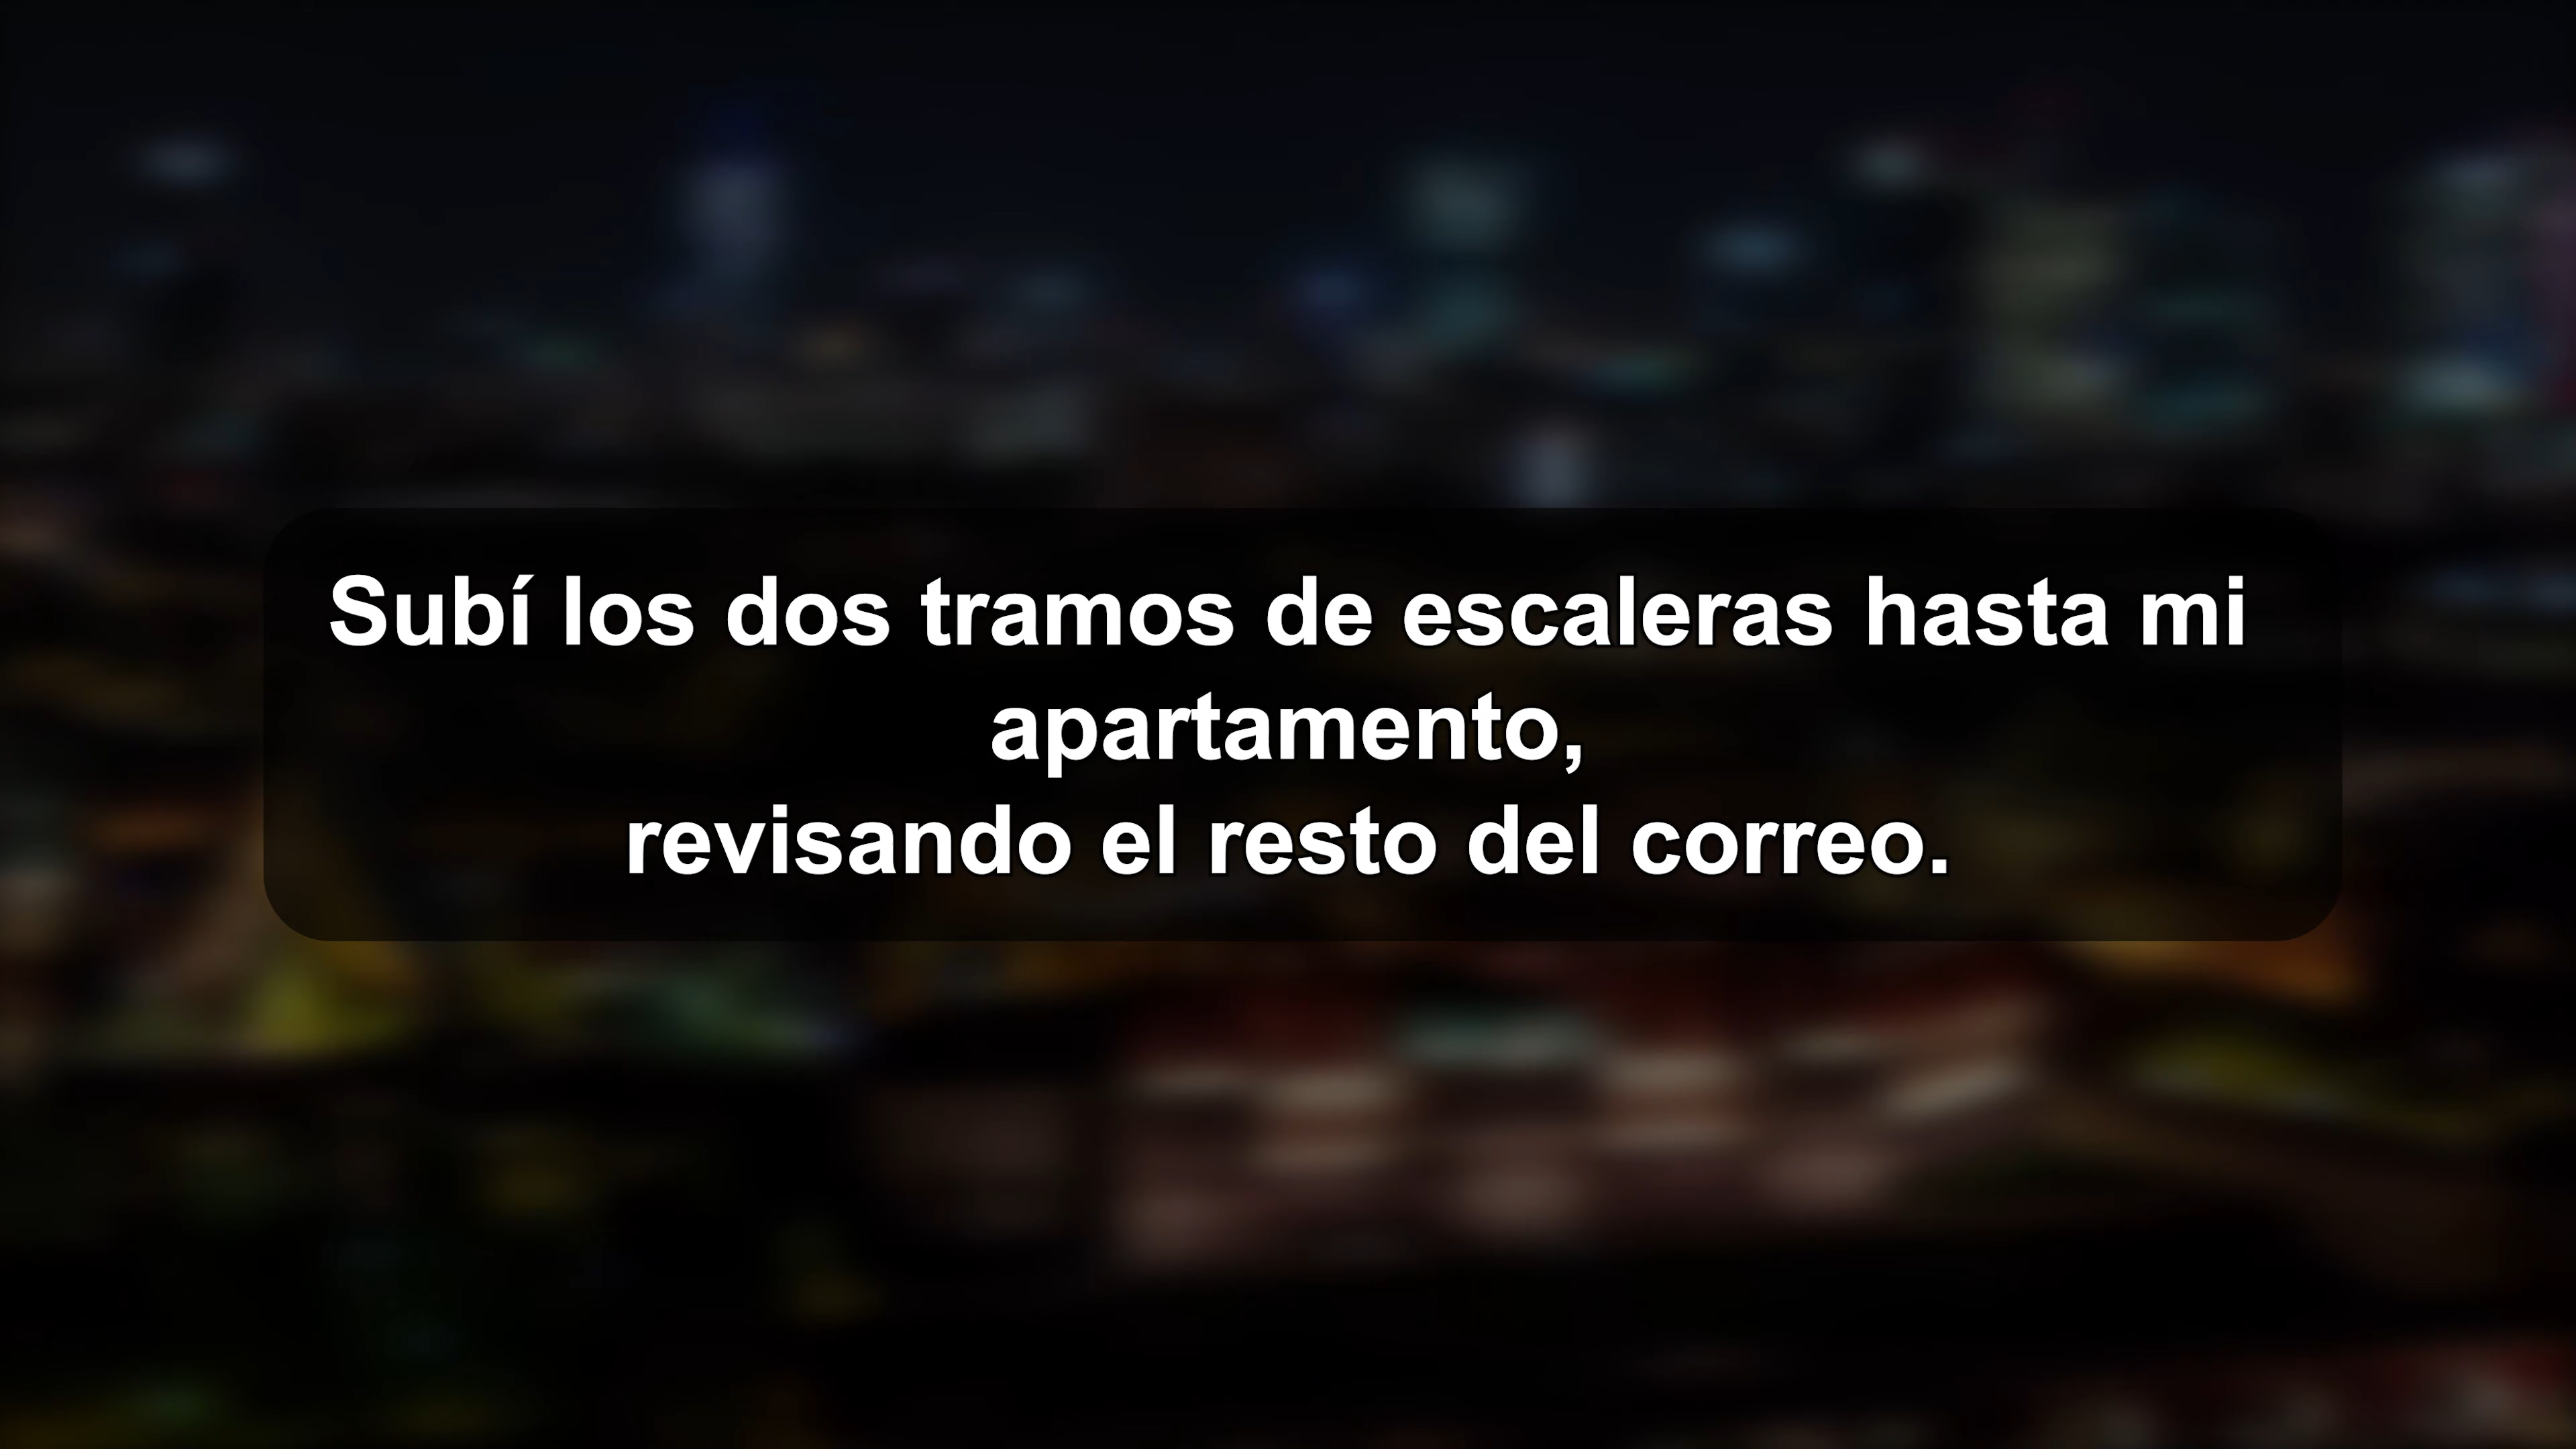 Subí los dos tramos de escaleras hasta mi
apartamento,
revisando el resto del correo.